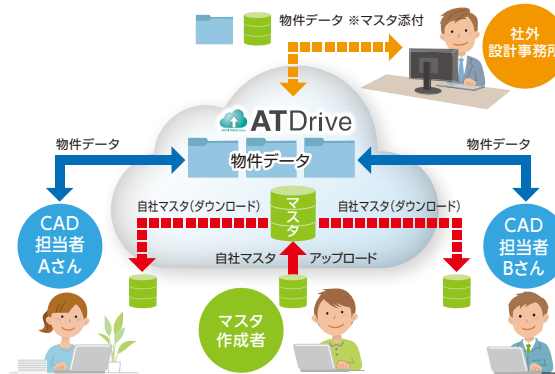 物件データ ※マスタ添付
社外
設計事務所
ATDrive
物件データ
物件データ
物件データ
自社マスタ(ダウンロード)
マスタ
自社マスタ(ダウンロード)
CAD
担当者
Aさん
CAD
担当者
Bさん
自社マスタ
アップロード
マスタ
作成者